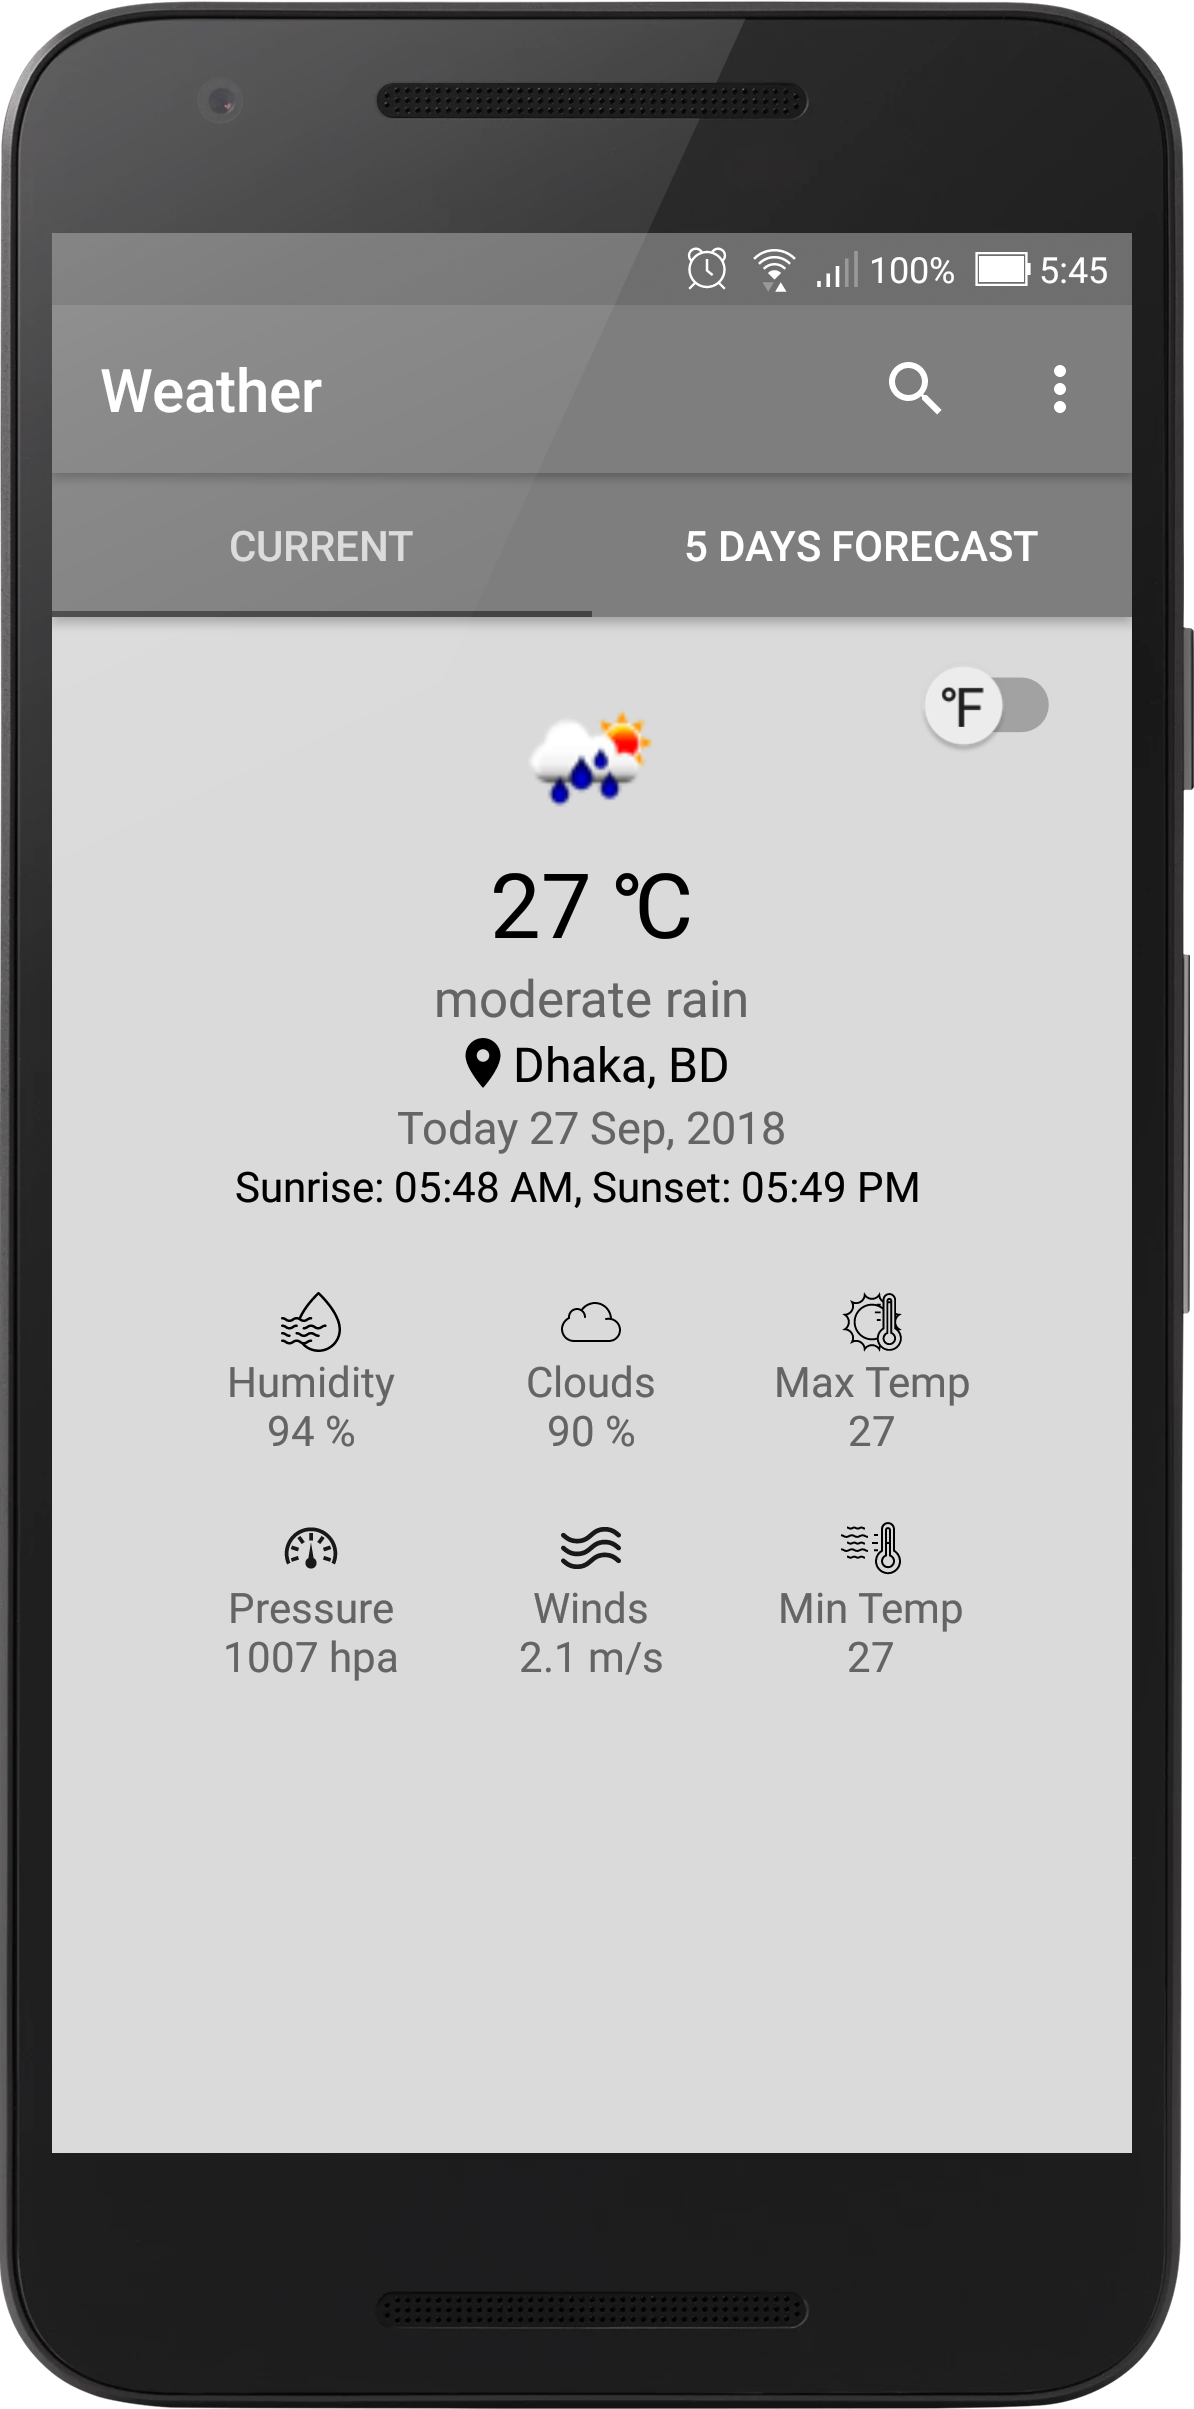 100% 5:45
Weather
CURRENT 5 DAYS FORECAST
°F
27 °C
moderate rain
Dhaka, BD
Today 27 Sep, 2018
Sunrise: 05:48 AM, Sunset: 05:49 PM
Humidity Clouds Max Temp
94 % 90 % 27
Pressure Winds Min Temp
1007 hpa 2.1 m/s 27